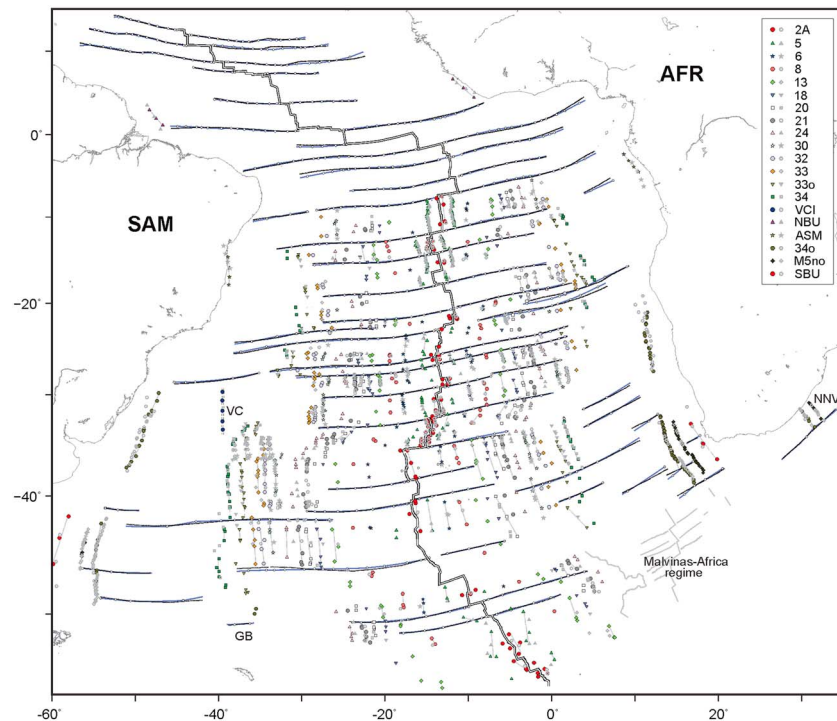 AFR
SAM
2A
5
6
8
13
18
20
21
24
30
32
33
33o
34
VCI
NBU
ASM
34o
M5no
SBU
0°
−20°
−40°
VC
NNV
Malvinas-Africa
regime
GB
−60° −40° −20° 0° 20°